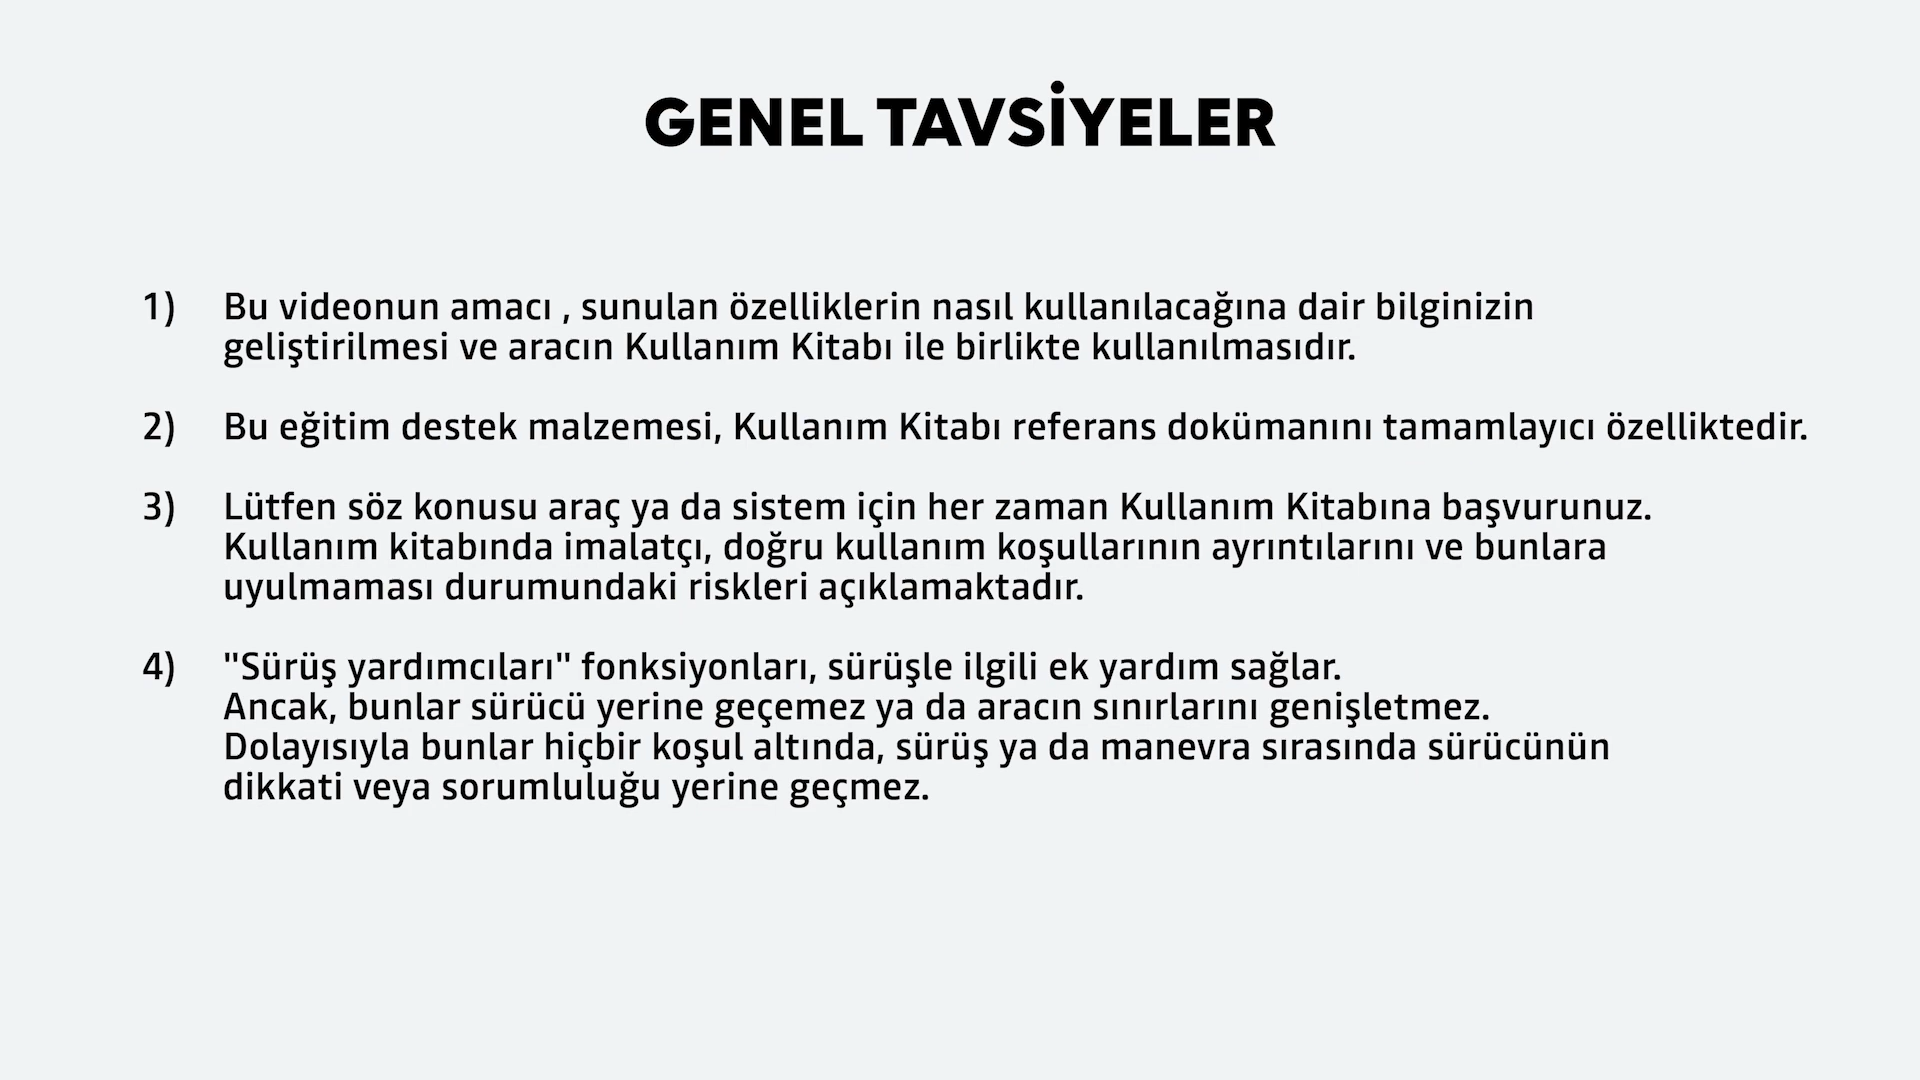 GENEL TAVSİYELER
1) Bu videonun amacı , sunulan özelliklerin nasıl kullanılacağına dair bilginizin
geliştirilmesi ve aracın Kullanım Kitabı ile birlikte kullanılmasıdır.
2) Bu eğitim destek malzemesi, Kullanım Kitabı referans dokümanını tamamlayıcı özelliktedir.
3) Lütfen söz konusu araç ya da sistem için her zaman Kullanım Kitabına başvurunuz.
Kullanım kitabında imalatçı, doğru kullanım koşullarının ayrıntılarını ve bunlara
uyulmaması durumundaki riskleri açıklamaktadır.
4) "Sürüş yardımcıları" fonksiyonları, sürüşle ilgili ek yardım sağlar.
Ancak, bunlar sürücü yerine geçemez ya da aracın sınırlarını genişletmez.
Dolayısıyla bunlar hiçbir koşul altında, sürüş ya da manevra sırasında sürücünün
dikkati veya sorumluluğu yerine geçmez.